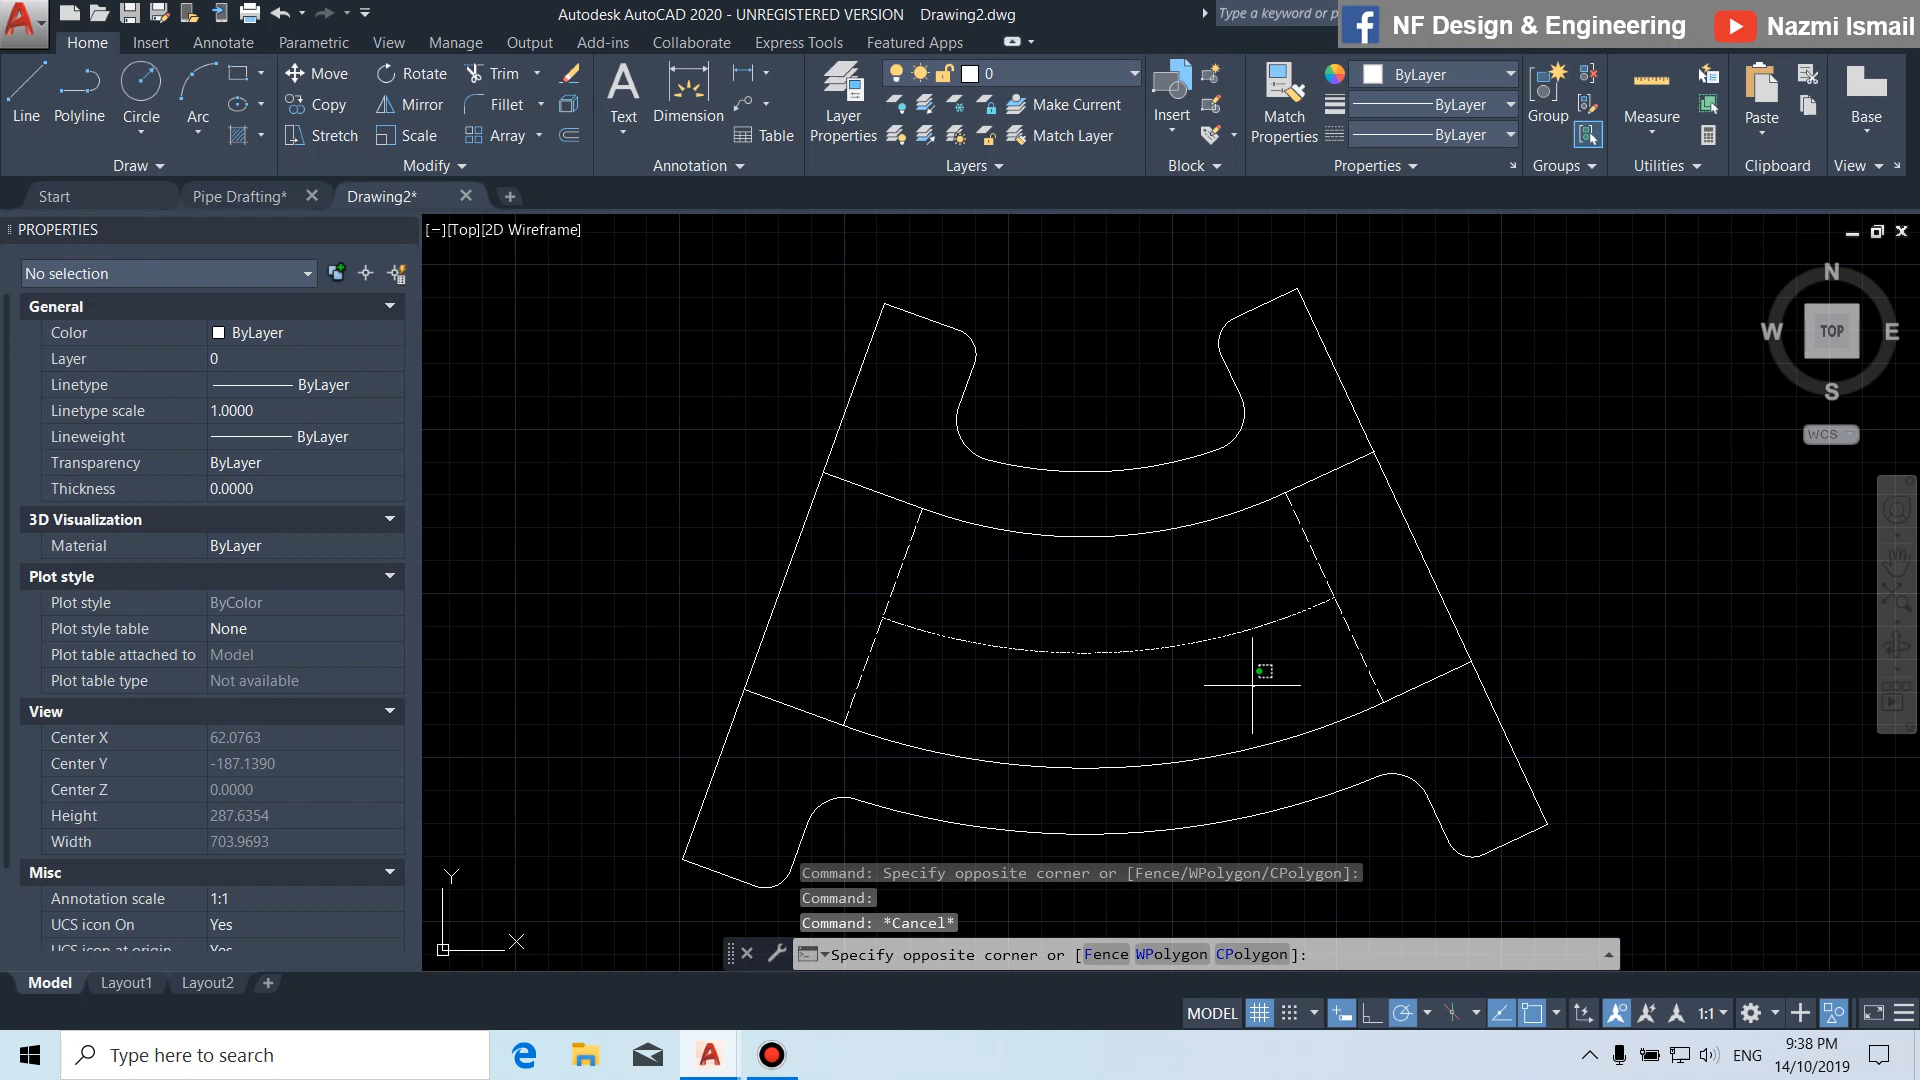 Autodesk AutoCAD 2020 - UNREGISTERED VERSION Drawing2.dwg
Type a keyword or p
NF Design & Engineering
Nazmi Ismail
Home Insert Annotate Parametric View Manage Output Add-ins Collaborate Express Tools Featured Apps
Line Polyline Circle Arc
Move Rotate Trim
Copy Mirror Fillet
Stretch Scale Array
Text Dimension Table
Layer Properties
0
Make Current
Match Layer
Insert
Match Properties
ByLayer
ByLayer
ByLayer
Group
Measure
Paste
Base
Draw Modify Annotation Layers Block Properties Groups Utilities Clipboard View
Start Pipe Drafting* Drawing2*
PROPERTIES
[−][Top][2D Wireframe]
No selection
General
Color ByLayer
Layer 0
Linetype ByLayer
Linetype scale 1.0000
Lineweight ByLayer
Transparency ByLayer
Thickness 0.0000
3D Visualization
Material ByLayer
Plot style
Plot style ByColor
Plot style table None
Plot table attached to Model
Plot table type Not available
View
Center X 62.0763
Center Y -187.1390
Center Z 0.0000
Height 287.6354
Width 703.9693
Misc
Annotation scale 1:1
UCS icon On Yes
UCS icon at origin Yes
N
W TOP E
S
WCS
Y
X
Command: Specify opposite corner or [Fence/WPolygon/CPolygon]:
Command:
Command: *Cancel*
Specify opposite corner or [Fence WPolygon CPolygon]:
Model Layout1 Layout2
MODEL 1:1
Type here to search
ENG
9:38 PM
14/10/2019